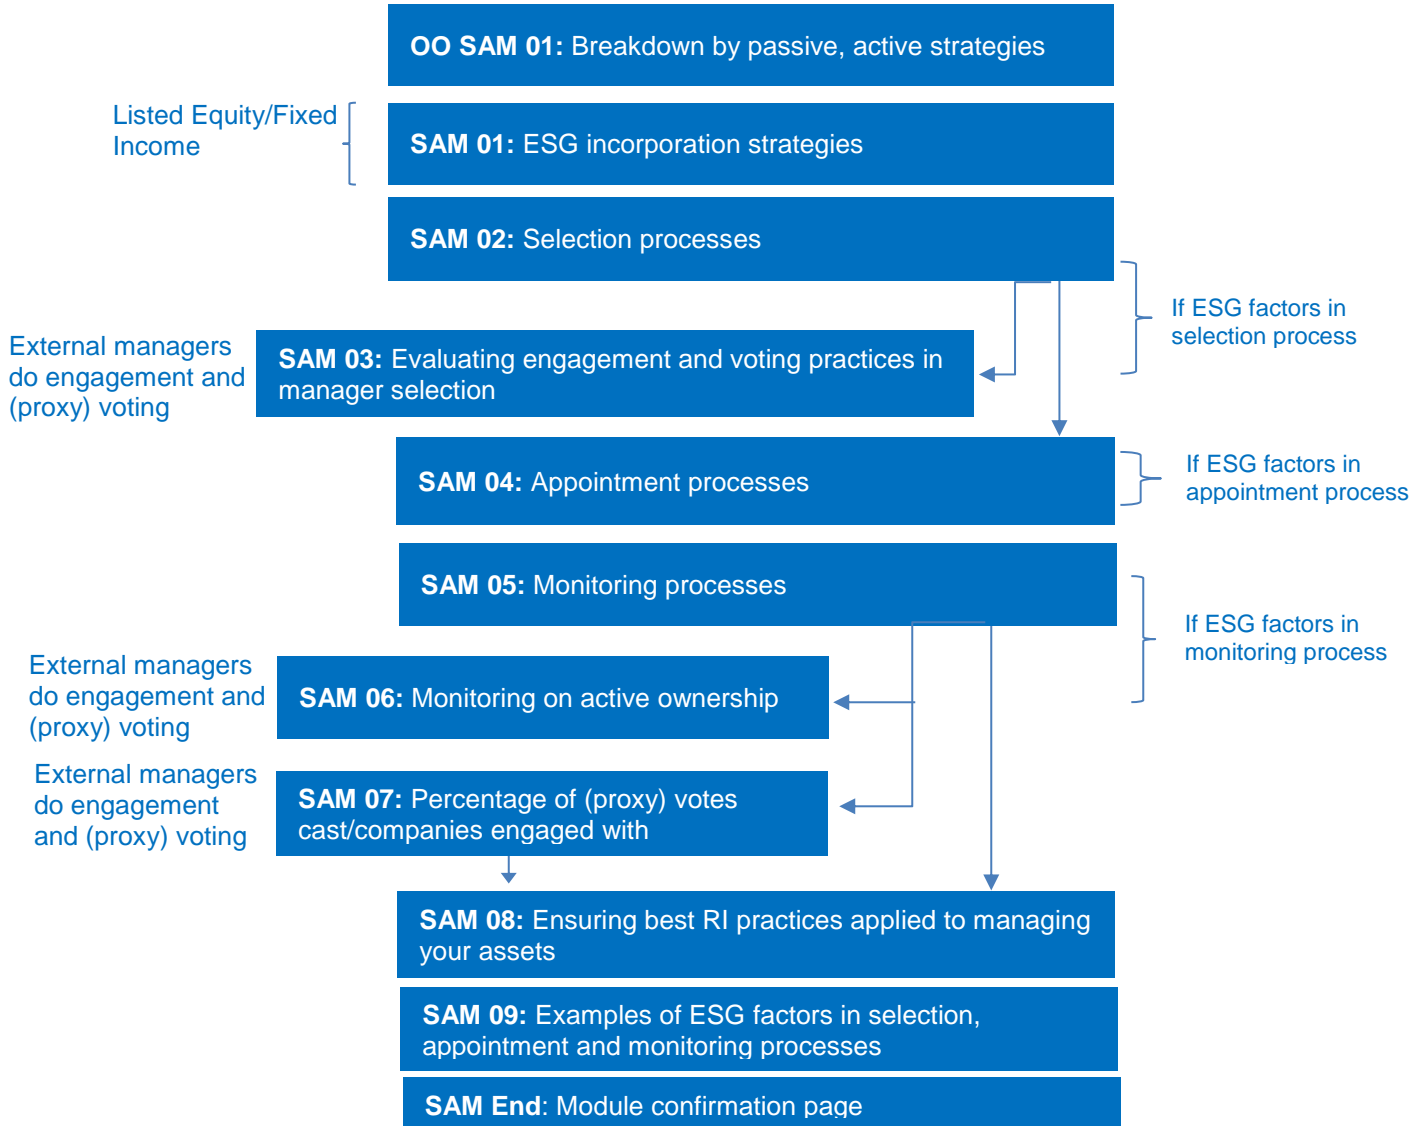 OO SAM 01: Breakdown by passive, active strategies
Listed Equity/Fixed
Income
SAM 01: ESG incorporation strategies
SAM 02: Selection processes
If ESG factors in
selection process
External managers
do engagement and
(proxy) voting
SAM 03: Evaluating engagement and voting practices in
manager selection
SAM 04: Appointment processes
If ESG factors in
appointment process
SAM 05: Monitoring processes
If ESG factors in
monitoring process
External managers
do engagement and
(proxy) voting
SAM 06: Monitoring on active ownership
External managers
do engagement
and (proxy) voting
SAM 07: Percentage of (proxy) votes
cast/companies engaged with
SAM 08: Ensuring best RI practices applied to managing
your assets
SAM 09: Examples of ESG factors in selection,
appointment and monitoring processes
SAM End: Module confirmation page